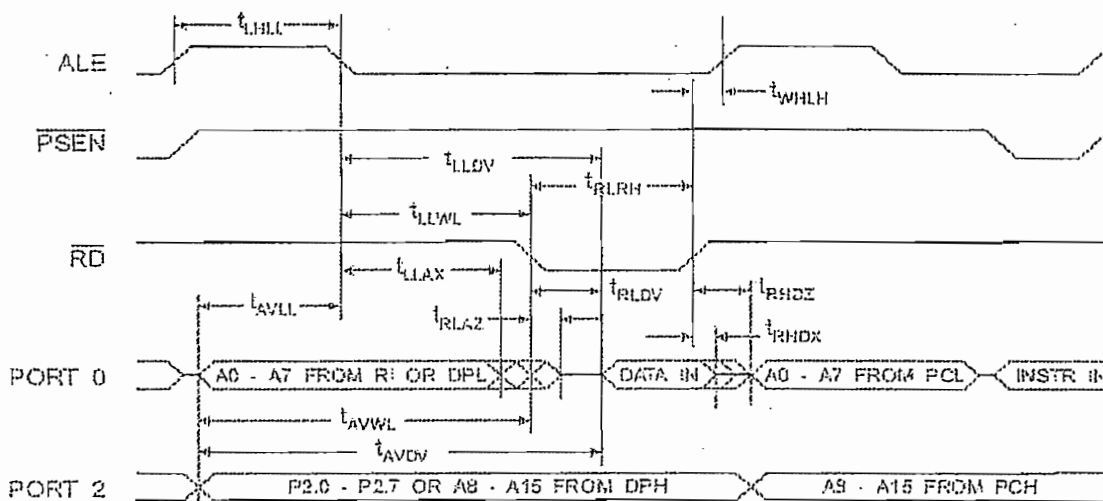 tLHLL
ALE
tWHLH
PSEN
tLLDV
tRLRH
tLLWL
RD
tLLAX
tRLDV
tRHDZ
tAVLL
tRLAZ
tRHDX
PORT 0
A0 - A7 FROM RI OR DPL
DATA IN
A0 - A7 FROM PCL
INSTR IN
tAVWL
tAVDV
PORT 2
P2.0 - P2.7 OR A8 - A15 FROM DPH
A9 - A15 FROM PCH